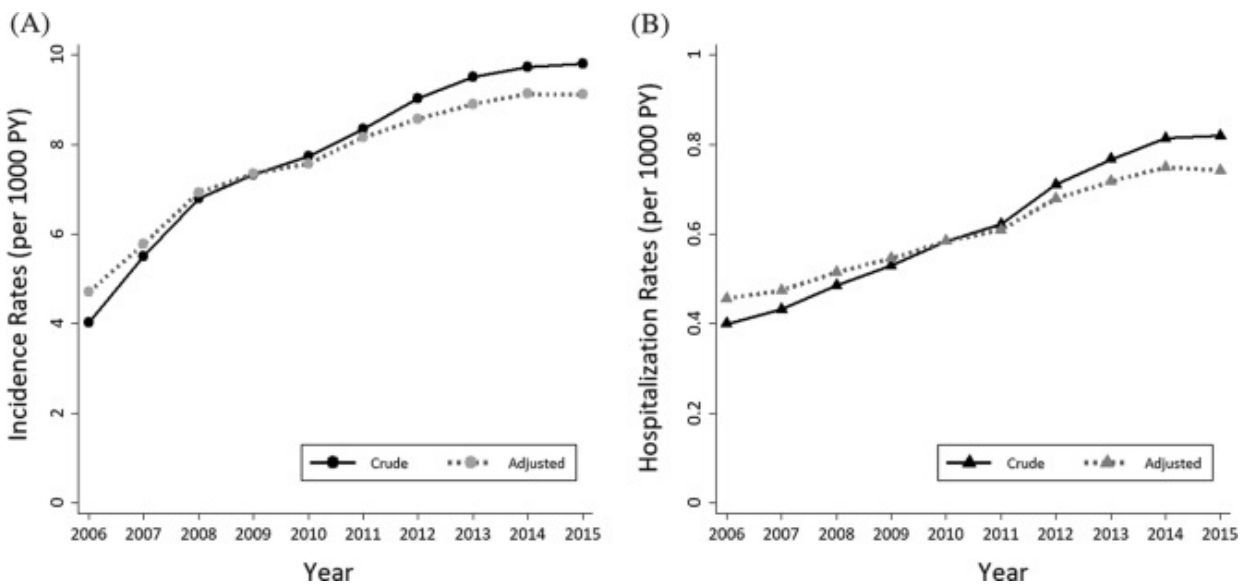 (A)
Incidence Rates (per 1000 PY)
10
8
6
4
2
0
Crude Adjusted
2006 2007 2008 2009 2010 2011 2012 2013 2014 2015
Year
(B)
Hospitalization Rates (per 1000 PY)
1
0.8
0.6
0.4
0.2
0
Crude Adjusted
2006 2007 2008 2009 2010 2011 2012 2013 2014 2015
Year